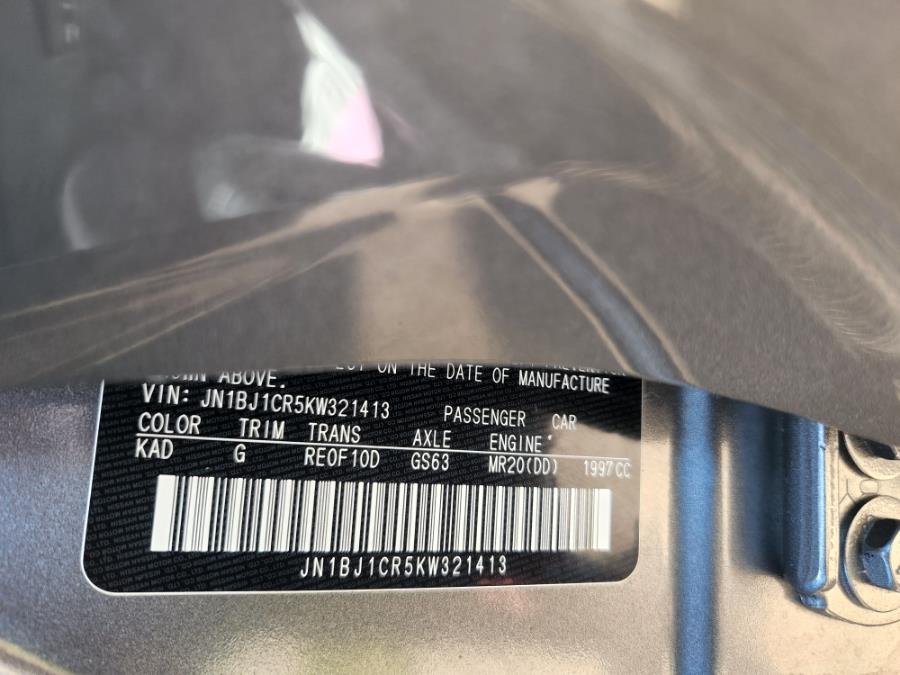 ABOVE.
ON THE DATE OF MANUFACTURE
VIN: JN1BJ1CR5KW321413
PASSENGER CAR
COLOR TRIM TRANS AXLE ENGINE
KAD G RE0F10D GS63 MR20(DD) 1997CC
JN1BJ1CR5KW321413